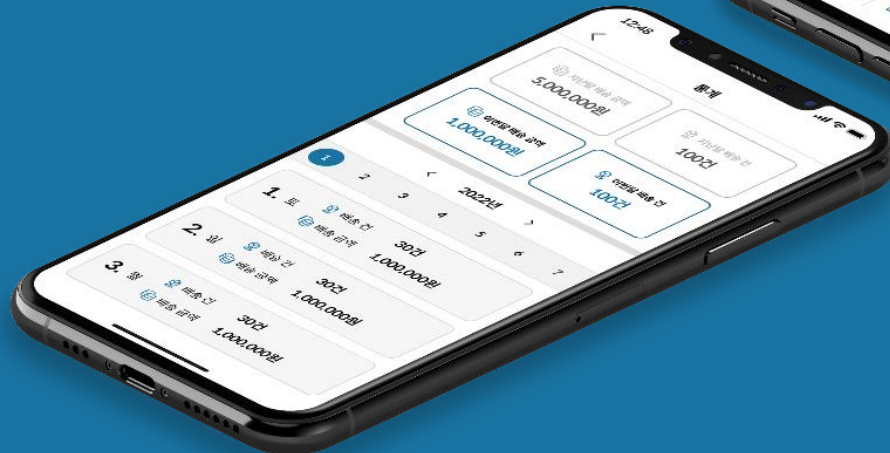 12:48
통계
지난달 배송 금액
5,000,000원
지난달 배송 건
100건
이번달 배송 금액
1,000,000원
이번달 배송 건
100건
2022년
1 2 3 4 5 6 7
1. 토
배송 건 30건
배송 금액 1,000,000원
2. 일
배송 건 30건
배송 금액 1,000,000원
3. 월
배송 건 30건
배송 금액 1,000,000원